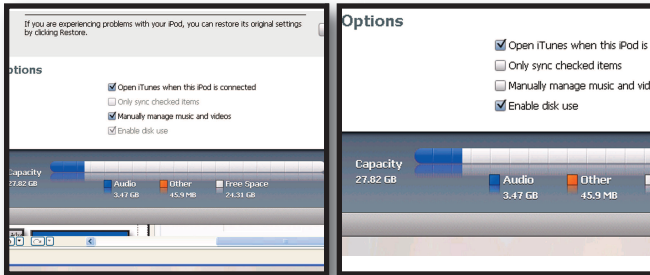 If you are experiencing problems with your iPod, you can restore its original settings
by clicking Restore.
ptions
Open iTunes when this iPod is connected
Only sync checked items
Manually manage music and videos
Enable disk use
Capacity
27.82 GB
Audio
3.47 GB
Other
45.9 MB
Free Space
24.31 GB
Options
Open iTunes when this iPod is
Only sync checked items
Manually manage music and vid
Enable disk use
Capacity
27.82 GB
Audio
3.47 GB
Other
45.9 MB